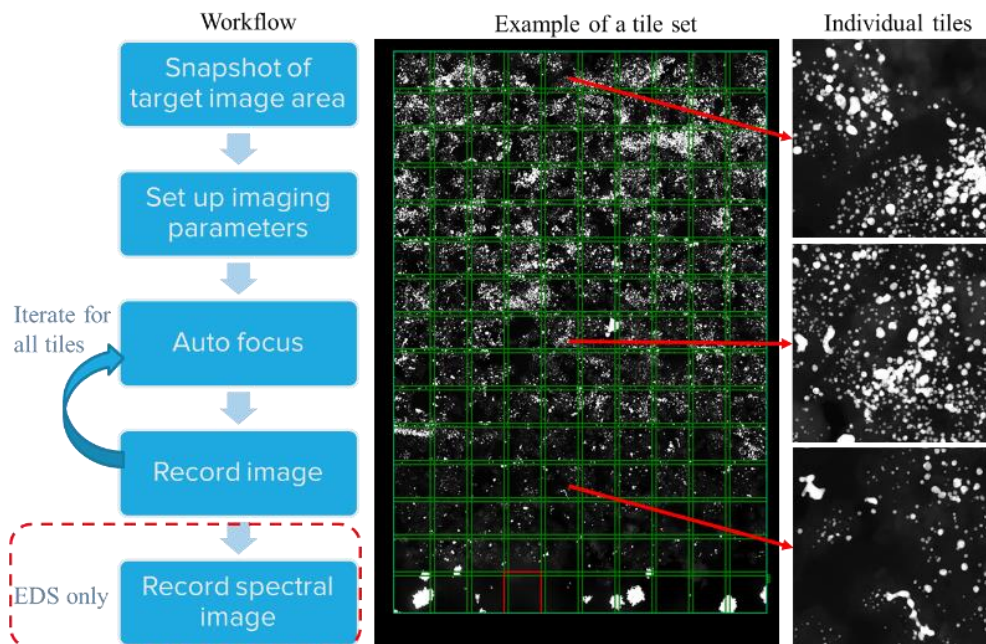 Workflow
Example of a tile set
Individual tiles
Snapshot of
target image area
Set up imaging
parameters
Iterate for
all tiles
Auto focus
Record image
EDS only
Record spectral
image